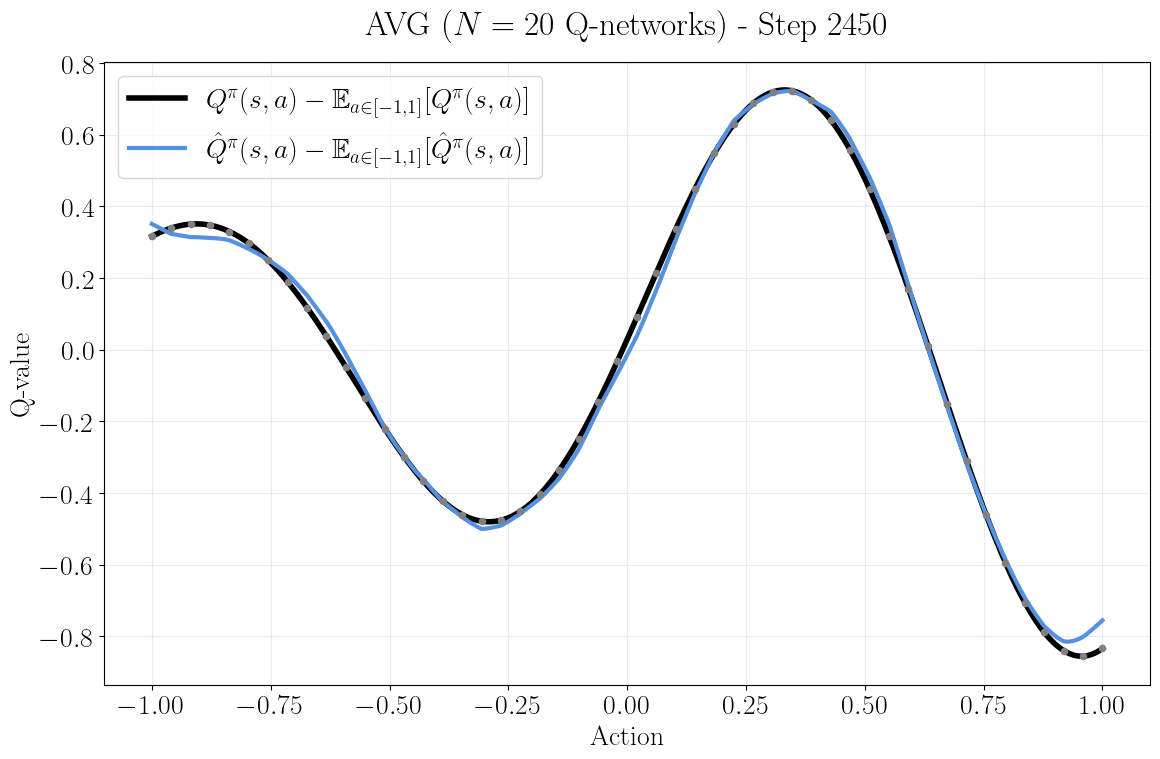 AVG (N = 20 Q-networks) - Step 2450
Q^π(s, a) − 𝔼_{a∈[−1,1]}[Q^π(s, a)]
Q̂^π(s, a) − 𝔼_{a∈[−1,1]}[Q̂^π(s, a)]
Q-value
0.8
0.6
0.4
0.2
0.0
−0.2
−0.4
−0.6
−0.8
−1.00 −0.75 −0.50 −0.25 0.00 0.25 0.50 0.75 1.00
Action